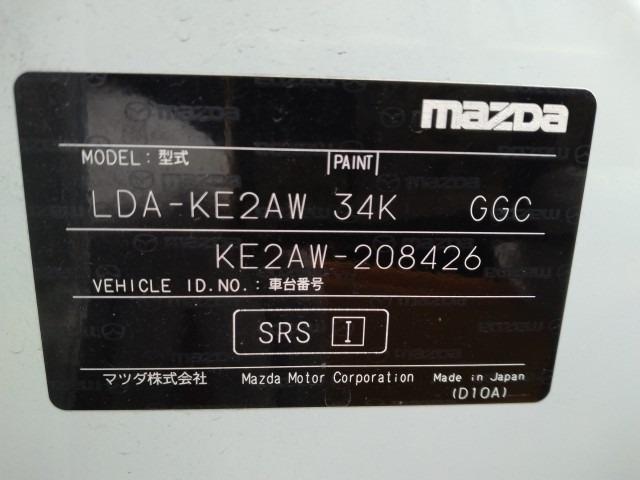 mazda
MODEL: 型式 PAINT
LDA-KE2AW 34K GGC
KE2AW-208426
VEHICLE ID.NO.: 車台番号
SRS I
マツダ株式会社 Mazda Motor Corporation Made in Japan
(D10A)